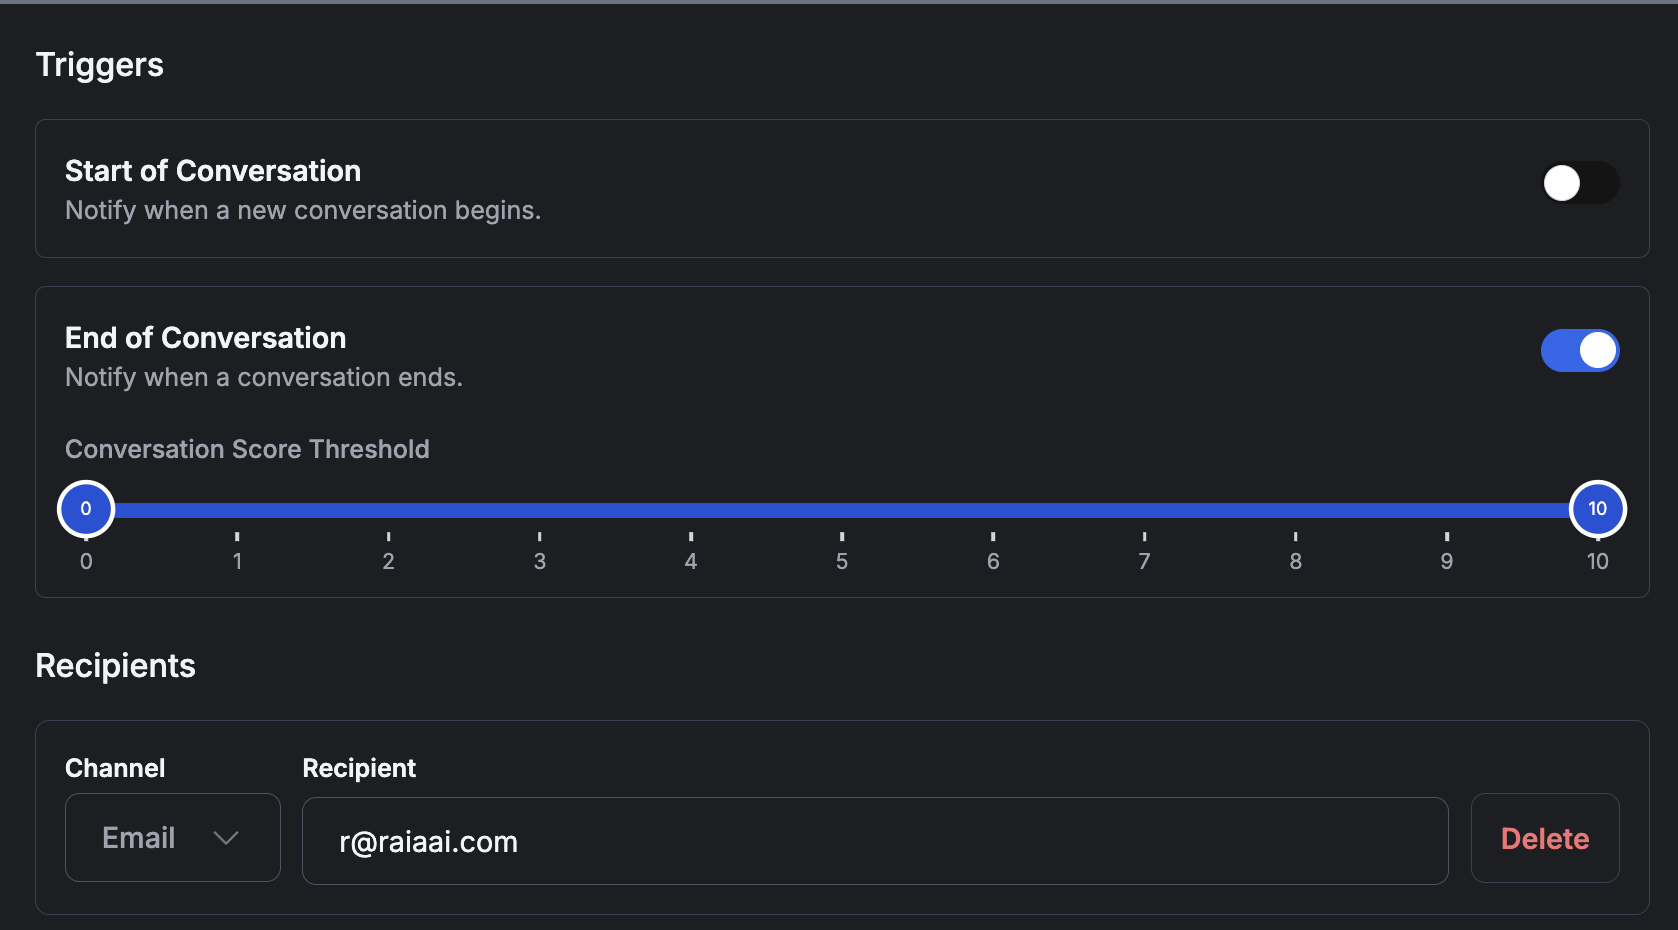 Triggers
Start of Conversation
Notify when a new conversation begins.
End of Conversation
Notify when a conversation ends.
Conversation Score Threshold
0 10
0 1 2 3 4 5 6 7 8 9 10
Recipients
Channel Recipient
Email r@raiaai.com Delete